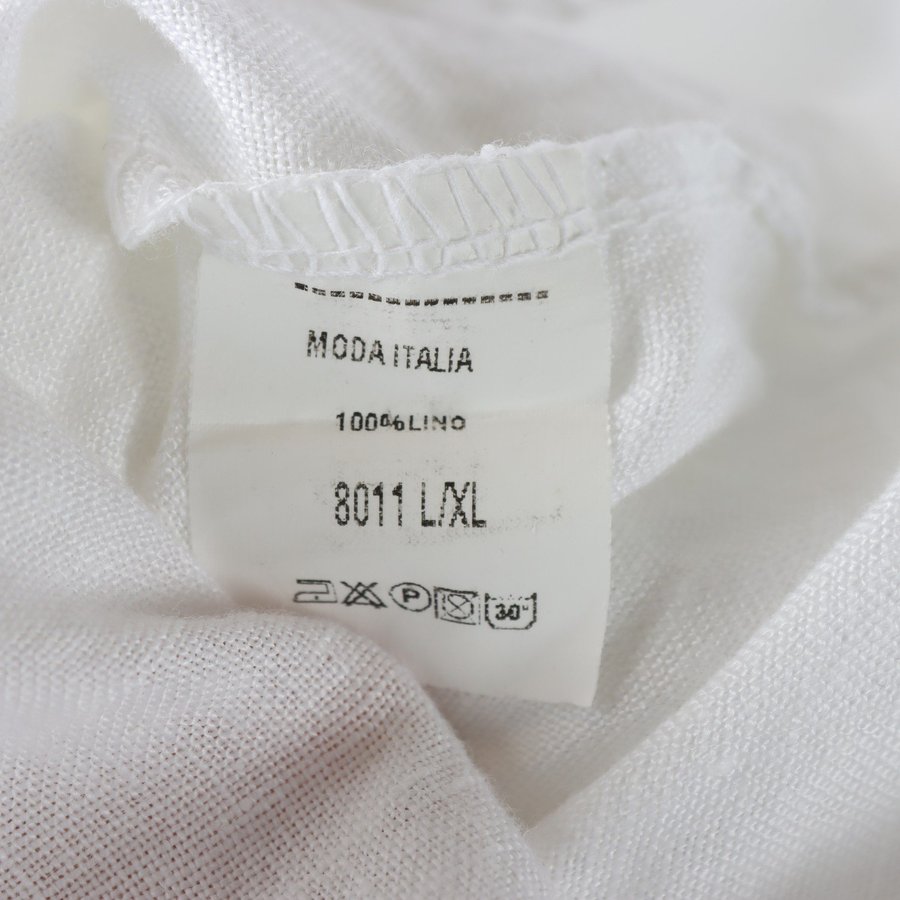 MODA ITALIA
100%LINO
8011 L/XL
P 30°